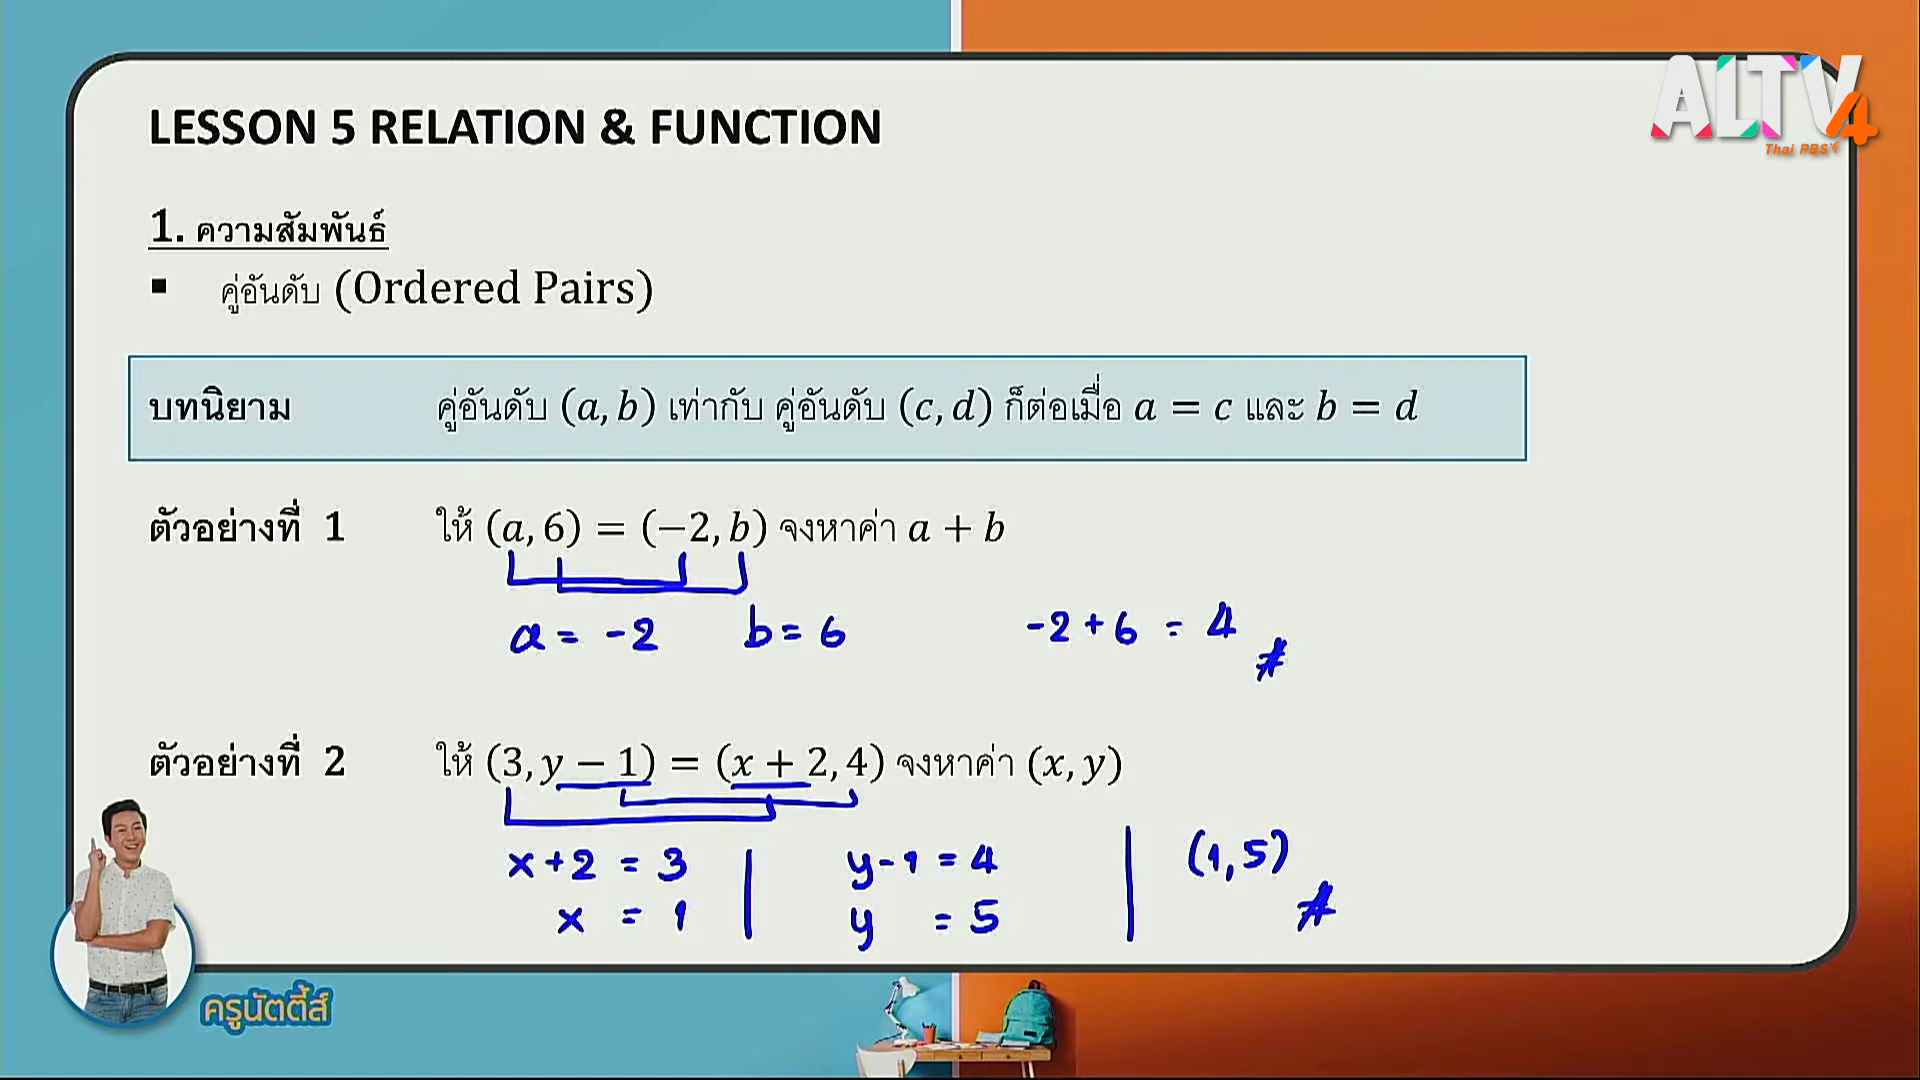 ALTV4
Thai PBS
LESSON 5 RELATION & FUNCTION
1. ความสัมพันธ์
▪ คู่อันดับ (Ordered Pairs)
บทนิยาม คู่อันดับ (a, b) เท่ากับ คู่อันดับ (c, d) ก็ต่อเมื่อ a = c และ b = d
ตัวอย่างที่ 1 ให้ (a, 6) = (−2, b) จงหาค่า a + b
a = -2 b = 6 -2 + 6 = 4 #
ตัวอย่างที่ 2 ให้ (3, y − 1) = (x + 2, 4) จงหาค่า (x, y)
x + 2 = 3 y - 1 = 4 (1, 5)
x = 1 y = 5 #
ครูนัตตี้ส์